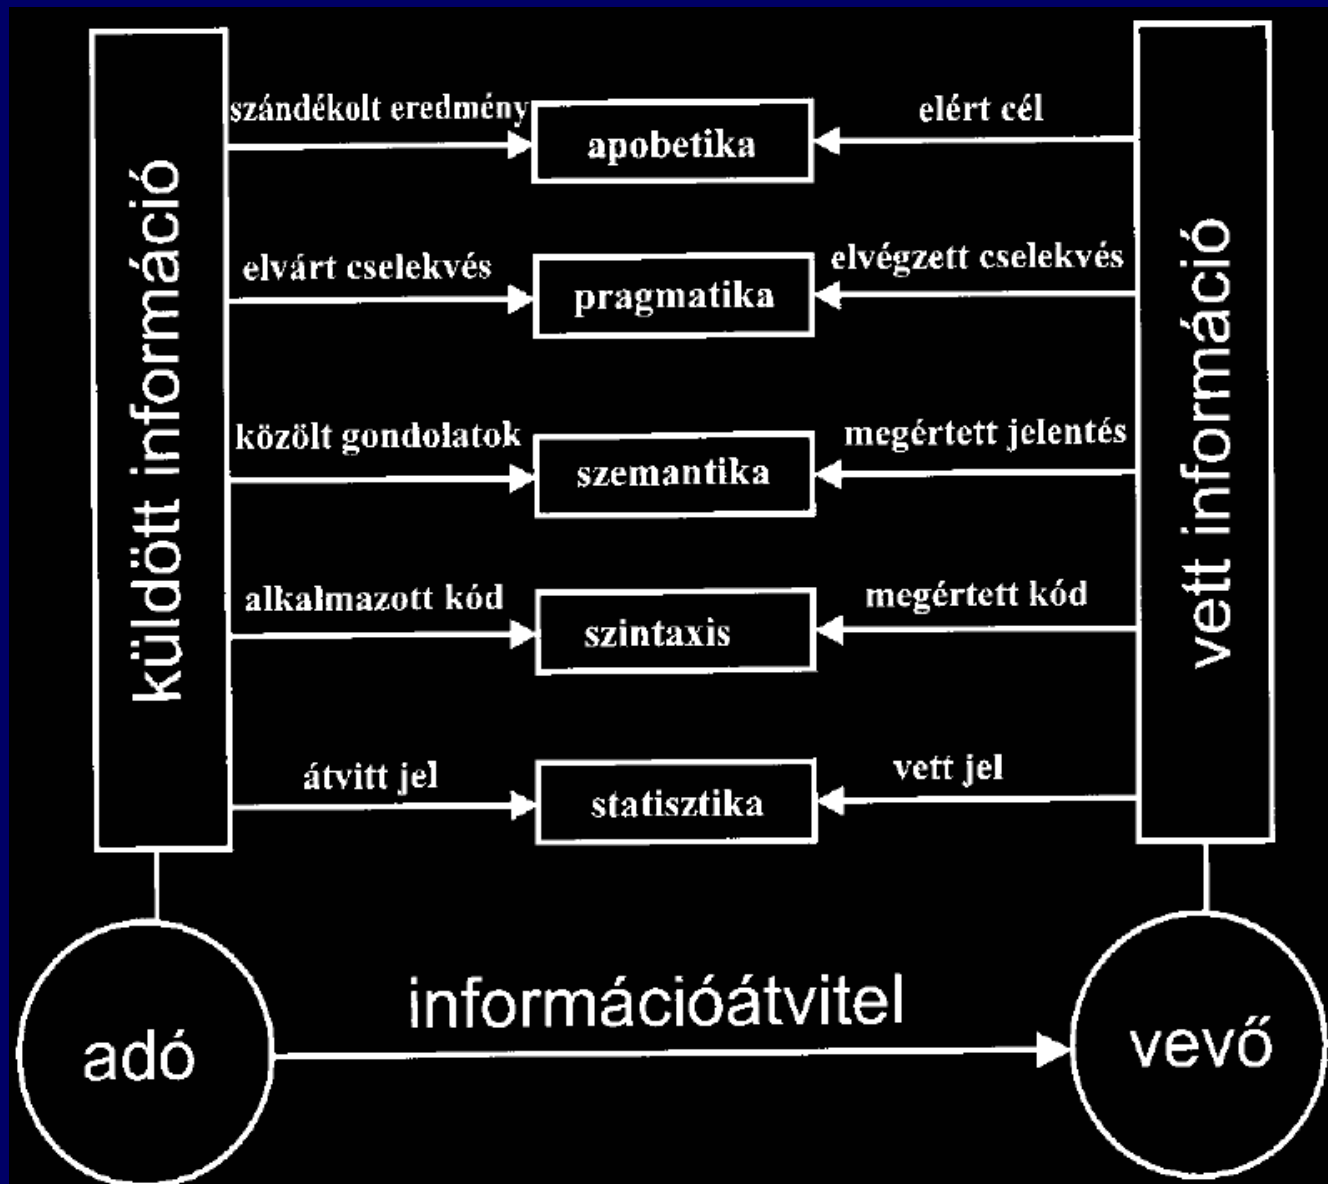 szándékolt eredmény
apobetika
elért cél
elvárt cselekvés
pragmatika
elvégzett cselekvés
közölt gondolatok
szemantika
megértett jelentés
alkalmazott kód
szintaxis
megértett kód
átvitt jel
statisztika
vett jel
küldött információ
vett információ
adó
információátvitel
vevő